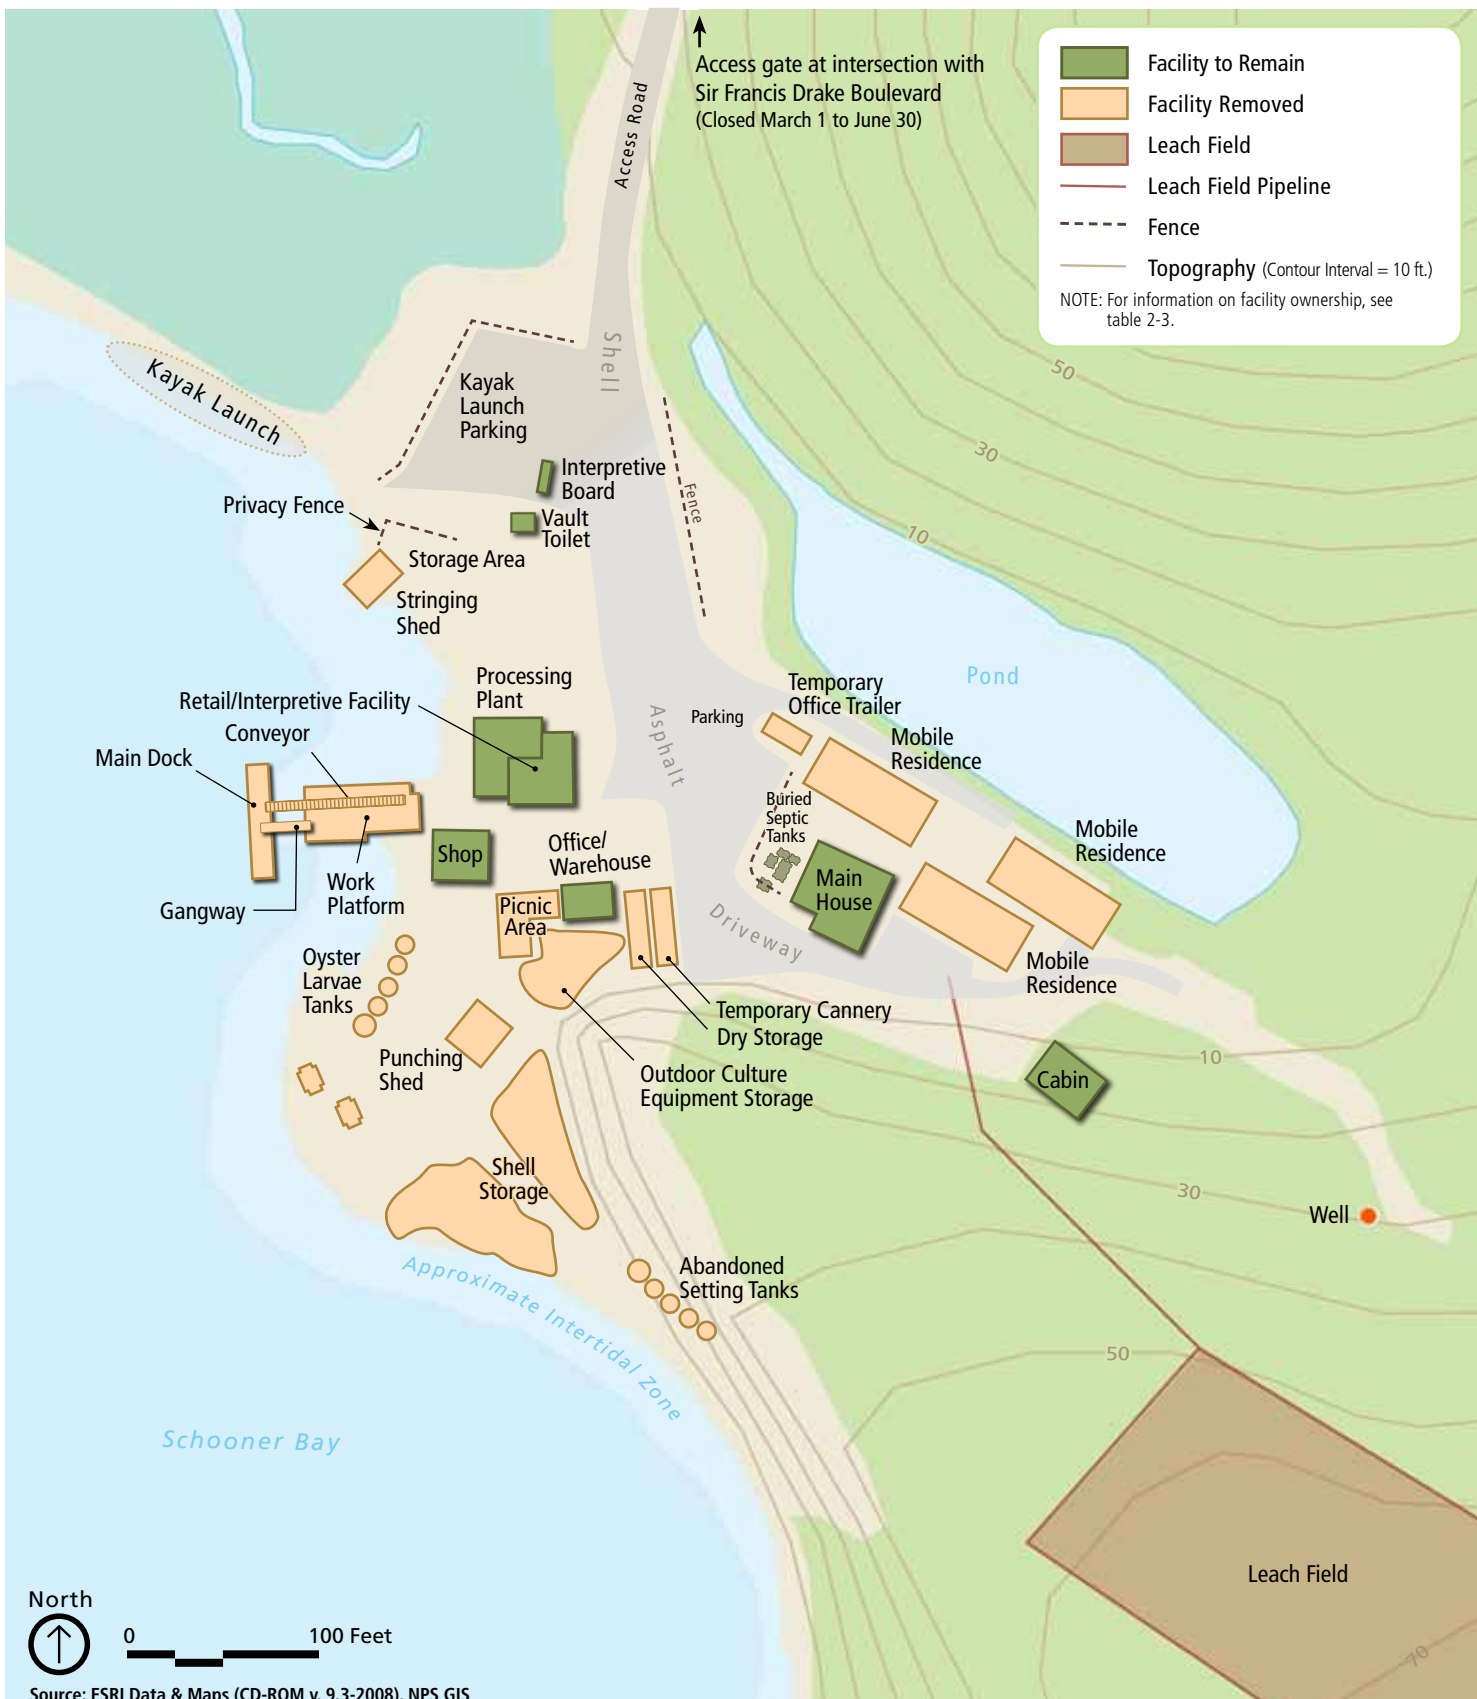 Access gate at intersection with
Sir Francis Drake Boulevard
(Closed March 1 to June 30)
Facility to Remain
Facility Removed
Leach Field
Leach Field Pipeline
Fence
Topography (Contour Interval = 10 ft.)
NOTE: For information on facility ownership, see
table 2-3.
Access Road
Shell
Kayak Launch
Kayak
Launch
Parking
50
30
10
Interpretive
Board
Fence
Privacy Fence
Vault
Toilet
Storage Area
Stringing
Shed
Processing
Plant
Retail/Interpretive Facility
Conveyor
Main Dock
Pond
Temporary
Office Trailer
Parking
Asphalt
Mobile
Residence
Buried
Septic
Tanks
Mobile
Residence
Shop
Office/
Warehouse
Main
House
Work
Platform
Gangway
Picnic
Area
Driveway
Mobile
Residence
Oyster
Larvae
Tanks
Temporary Cannery
Dry Storage
Punching
Shed
Outdoor Culture
Equipment Storage
10
Cabin
Shell
Storage
30
Well
Abandoned
Setting Tanks
Approximate Intertidal Zone
50
Schooner Bay
Leach Field
70
North
0 100 Feet
Source: ESRI Data & Maps (CD-ROM v. 9.3-2008), NPS GIS